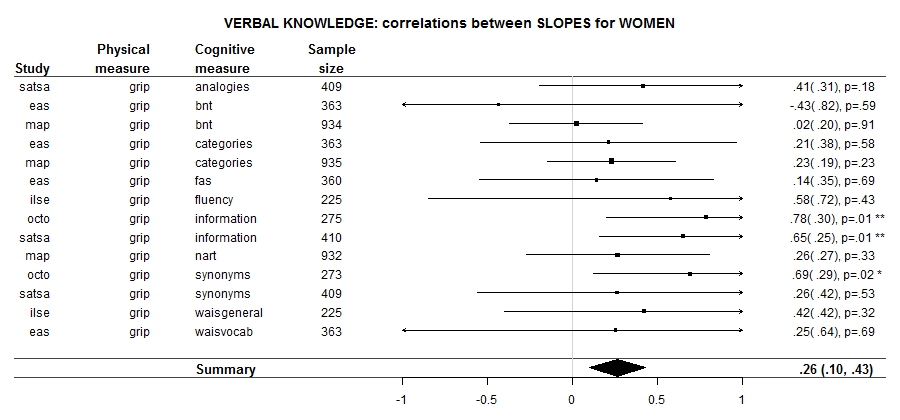 VERBAL KNOWLEDGE: correlations between SLOPES for WOMEN
Physical Cognitive Sample
Study measure measure size
satsa grip analogies 409 .41( .31), p=.18
eas grip bnt 363 -.43( .82), p=.59
map grip bnt 934 .02( .20), p=.91
eas grip categories 363 .21( .38), p=.58
map grip categories 935 .23( .19), p=.23
eas grip fas 360 .14( .35), p=.69
ilse grip fluency 225 .58( .72), p=.43
octo grip information 275 .78( .30), p=.01 **
satsa grip information 410 .65( .25), p=.01 **
map grip nart 932 .26( .27), p=.33
octo grip synonyms 273 .69( .29), p=.02 *
satsa grip synonyms 409 .26( .42), p=.53
ilse grip waisgeneral 225 .42( .42), p=.32
eas grip waisvocab 363 .25( .64), p=.69
Summary .26 (.10, .43)
-1 -0.5 0 0.5 1